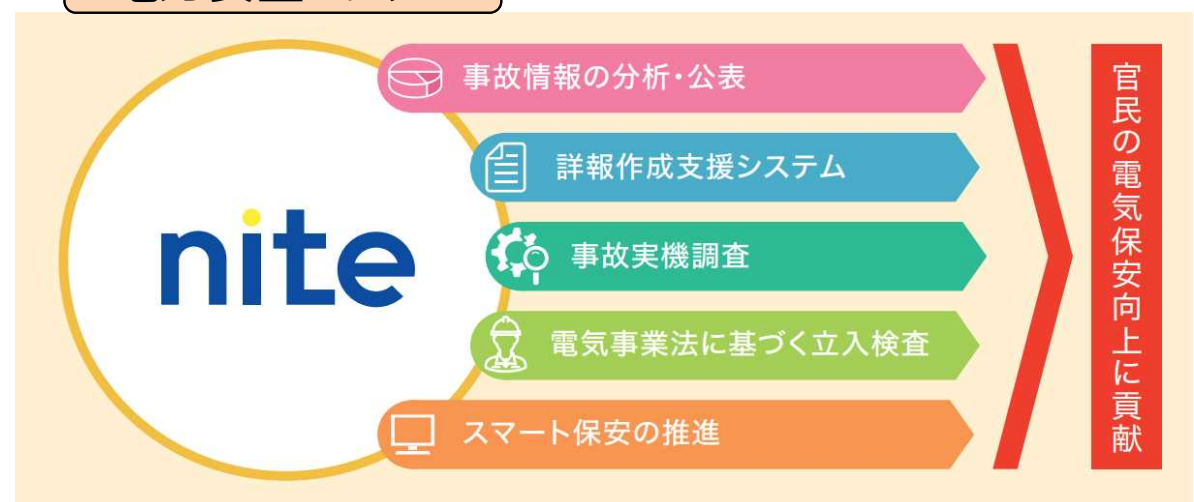 nite
事故情報の分析・公表
詳報作成支援システム
事故実機調査
電気事業法に基づく立入検査
スマート保安の推進
官民の電気保安向上に貢献